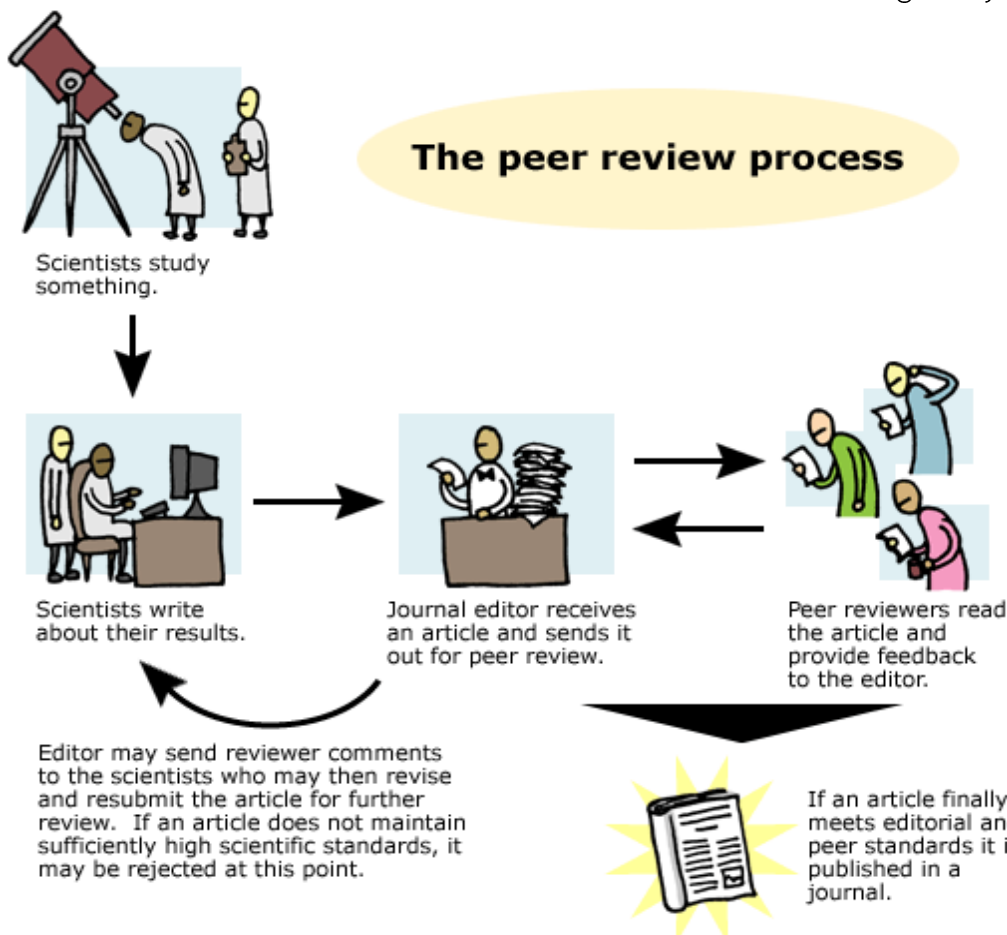 The peer review process
Scientists study
something.
Scientists write
about their results.
Journal editor receives
an article and sends it
out for peer review.
Peer reviewers read
the article and
provide feedback
to the editor.
Editor may send reviewer comments
to the scientists who may then revise
and resubmit the article for further
review. If an article does not maintain
sufficiently high scientific standards, it
may be rejected at this point.
If an article finally
meets editorial an
peer standards it i
published in a
journal.